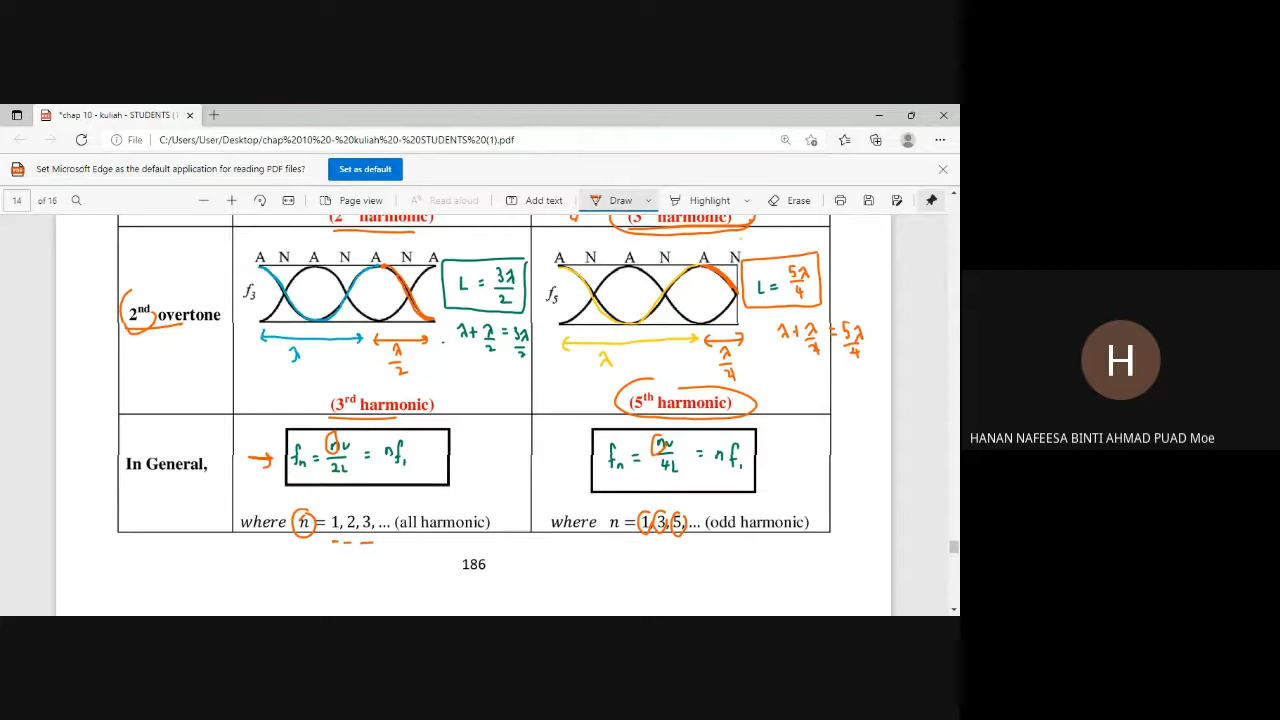 *chap 10 - kuliah - STUDENTS (1
File C:/Users/User/Desktop/chap%2010%20-%20kuliah%20-%20STUDENTS%20(1).pdf
Set Microsoft Edge as the default application for reading PDF files? Set as default
14 of 16 Page view Read aloud Add text Draw Highlight Erase
harmonic) harmonic)
A N A N A N A
A N A N A N
f₃
L = 3λ/2
f₅
L = 5λ/4
2nd overtone
λ
λ/2
λ + λ/2 = 3λ/2
λ
λ/4
λ + λ/4 = 5λ/4
(3rd harmonic)
(5th harmonic)
In General,
fₙ = nv/2L = nf₁
fₙ = nv/4L = nf₁
where n = 1, 2, 3, ... (all harmonic)
where n = 1, 3, 5, ... (odd harmonic)
186
H
HANAN NAFEESA BINTI AHMAD PUAD Moe